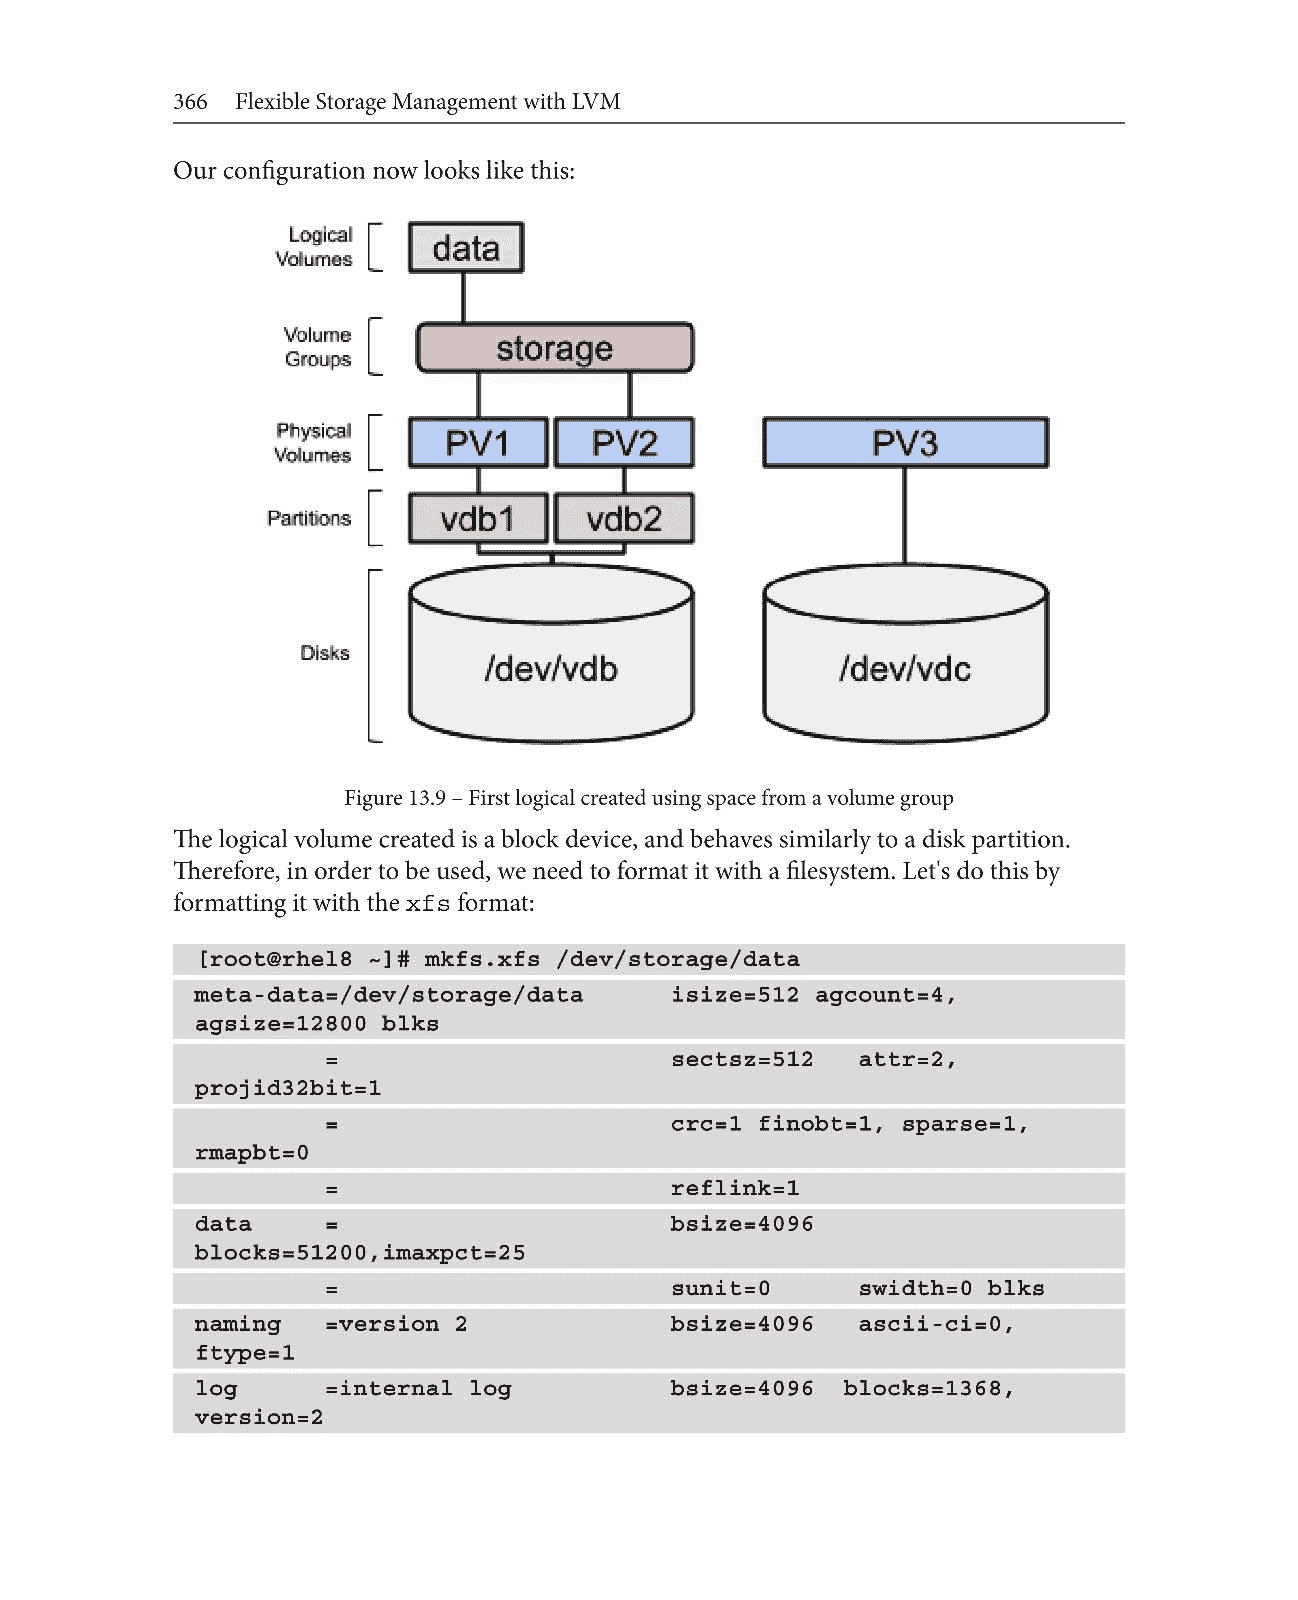 366 Flexible Storage Management with LVM
Our configuration now looks like this:
Logical
Volumes
data
Volume
Groups
storage
Physical
Volumes
PV1 PV2 PV3
Partitions
vdb1 vdb2
Disks
/dev/vdb /dev/vdc
Figure 13.9 – First logical created using space from a volume group
The logical volume created is a block device, and behaves similarly to a disk partition.
Therefore, in order to be used, we need to format it with a filesystem. Let's do this by
formatting it with the xfs format:
[root@rhel8 ~]# mkfs.xfs /dev/storage/data
meta-data=/dev/storage/data isize=512 agcount=4,
agsize=12800 blks
= sectsz=512 attr=2,
projid32bit=1
= crc=1 finobt=1, sparse=1,
rmapbt=0
= reflink=1
data = bsize=4096
blocks=51200,imaxpct=25
= sunit=0 swidth=0 blks
naming =version 2 bsize=4096 ascii-ci=0,
ftype=1
log =internal log bsize=4096 blocks=1368,
version=2